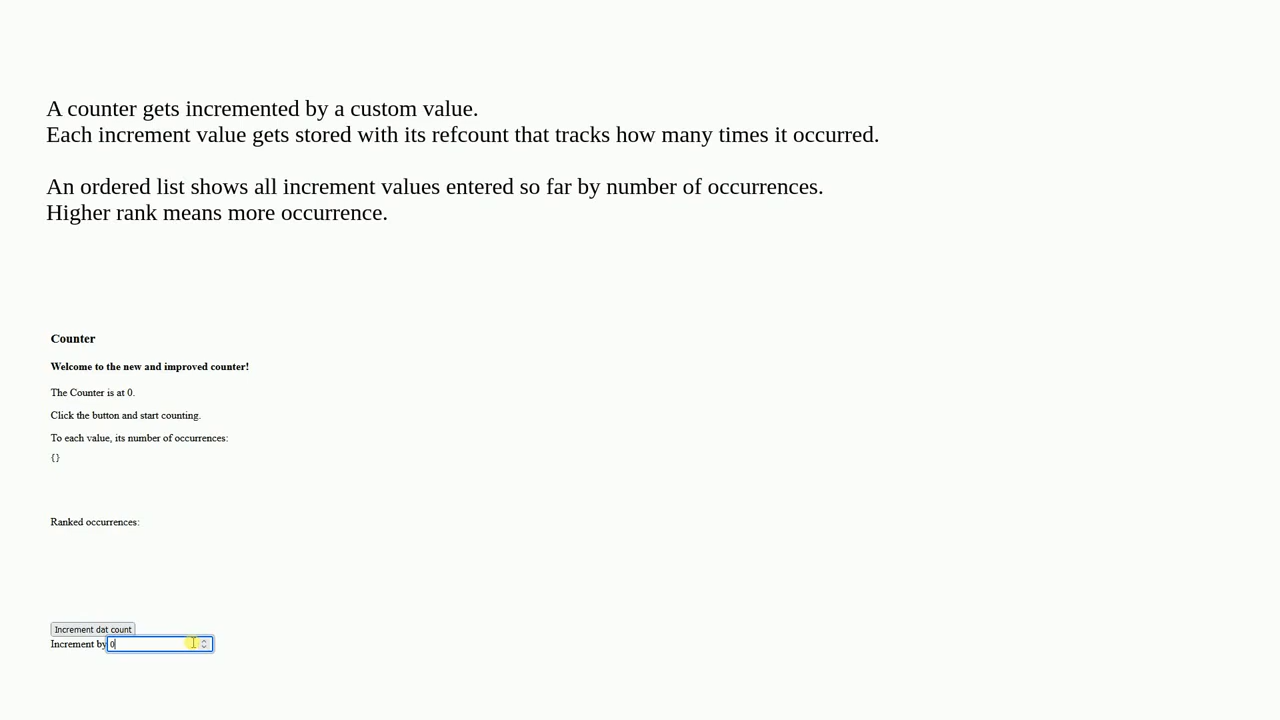 A counter gets incremented by a custom value.
Each increment value gets stored with its refcount that tracks how many times it occurred.
An ordered list shows all increment values entered so far by number of occurrences.
Higher rank means more occurrence.
Counter
Welcome to the new and improved counter!
The Counter is at 0.
Click the button and start counting.
To each value, its number of occurrences:
{}
Ranked occurrences:
Increment dat count
Increment by 0